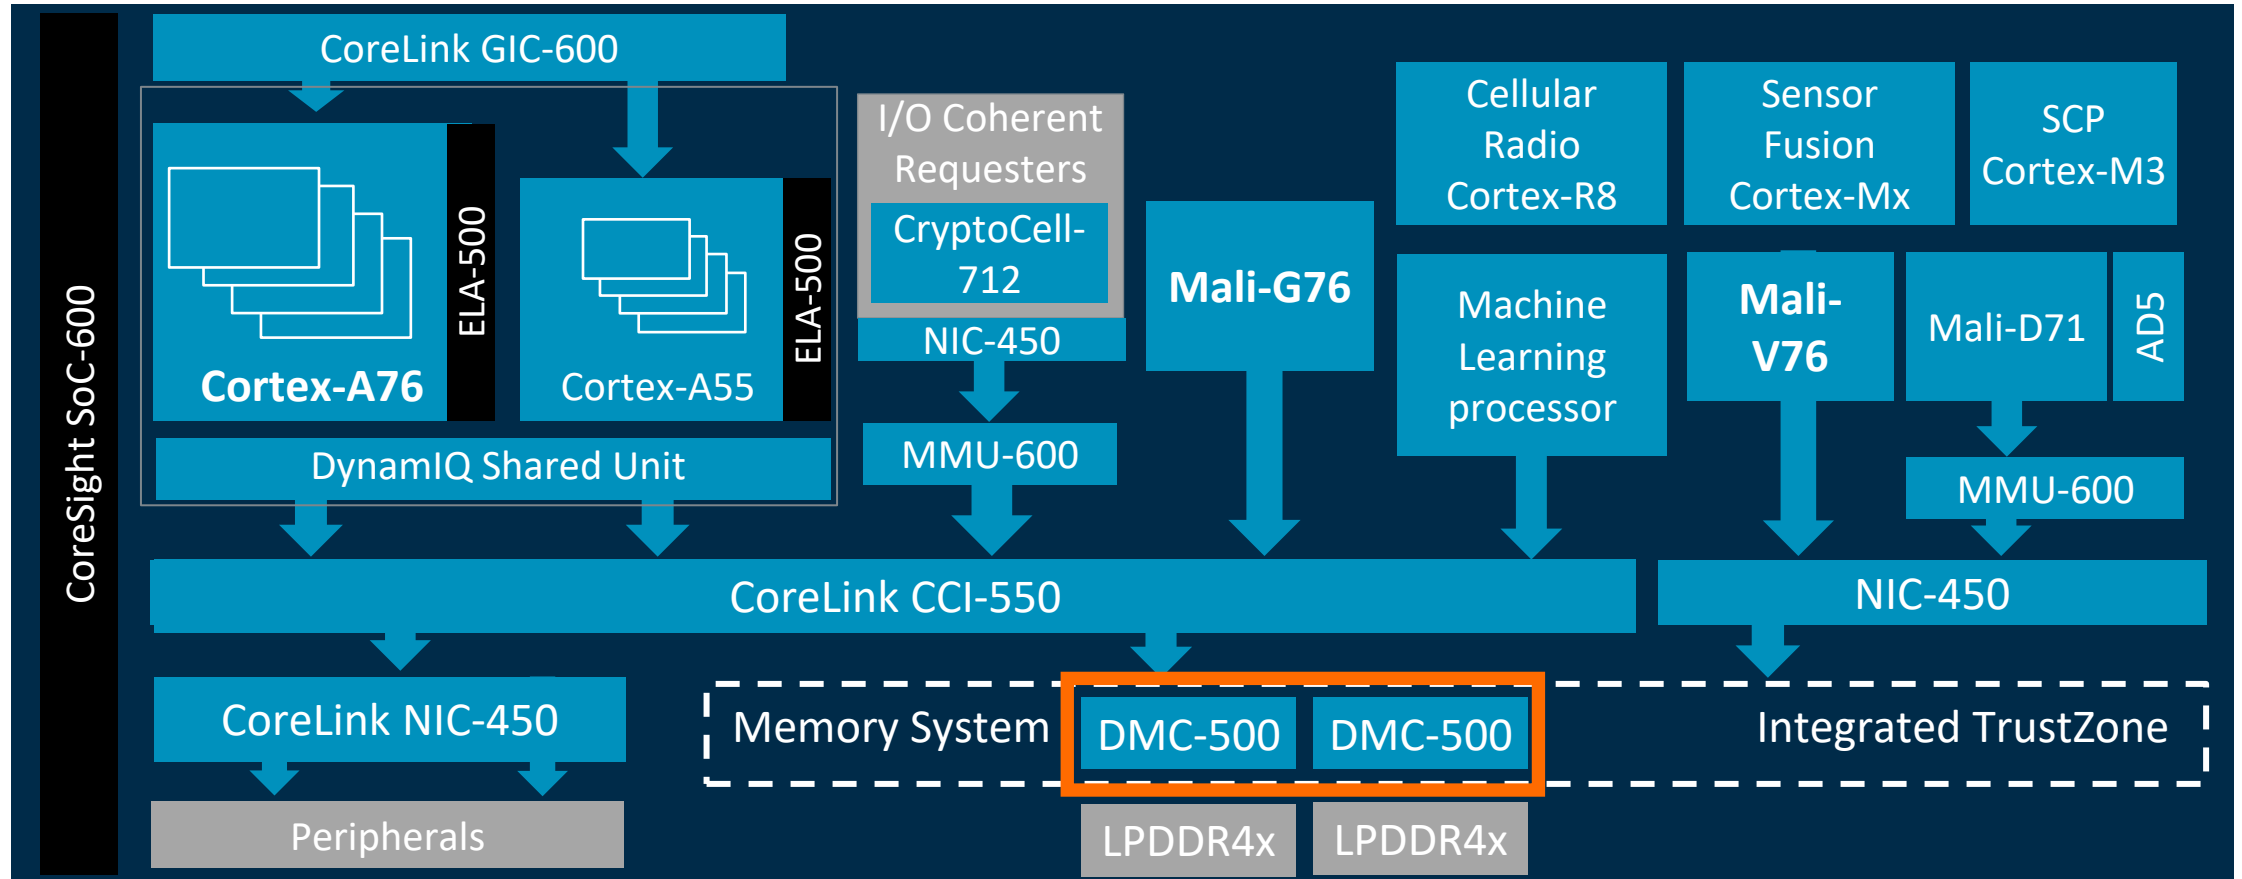 CoreSight SoC-600
CoreLink GIC-600
Cortex-A76
ELA-500
Cortex-A55
ELA-500
DynamIQ Shared Unit
I/O Coherent
Requesters
CryptoCell-
712
NIC-450
MMU-600
Mali-G76
Cellular
Radio
Cortex-R8
Sensor
Fusion
Cortex-Mx
SCP
Cortex-M3
Machine
Learning
processor
Mali-
V76
Mali-D71
AD5
MMU-600
CoreLink CCI-550
NIC-450
CoreLink NIC-450
Memory System
DMC-500
DMC-500
Integrated TrustZone
Peripherals
LPDDR4x
LPDDR4x